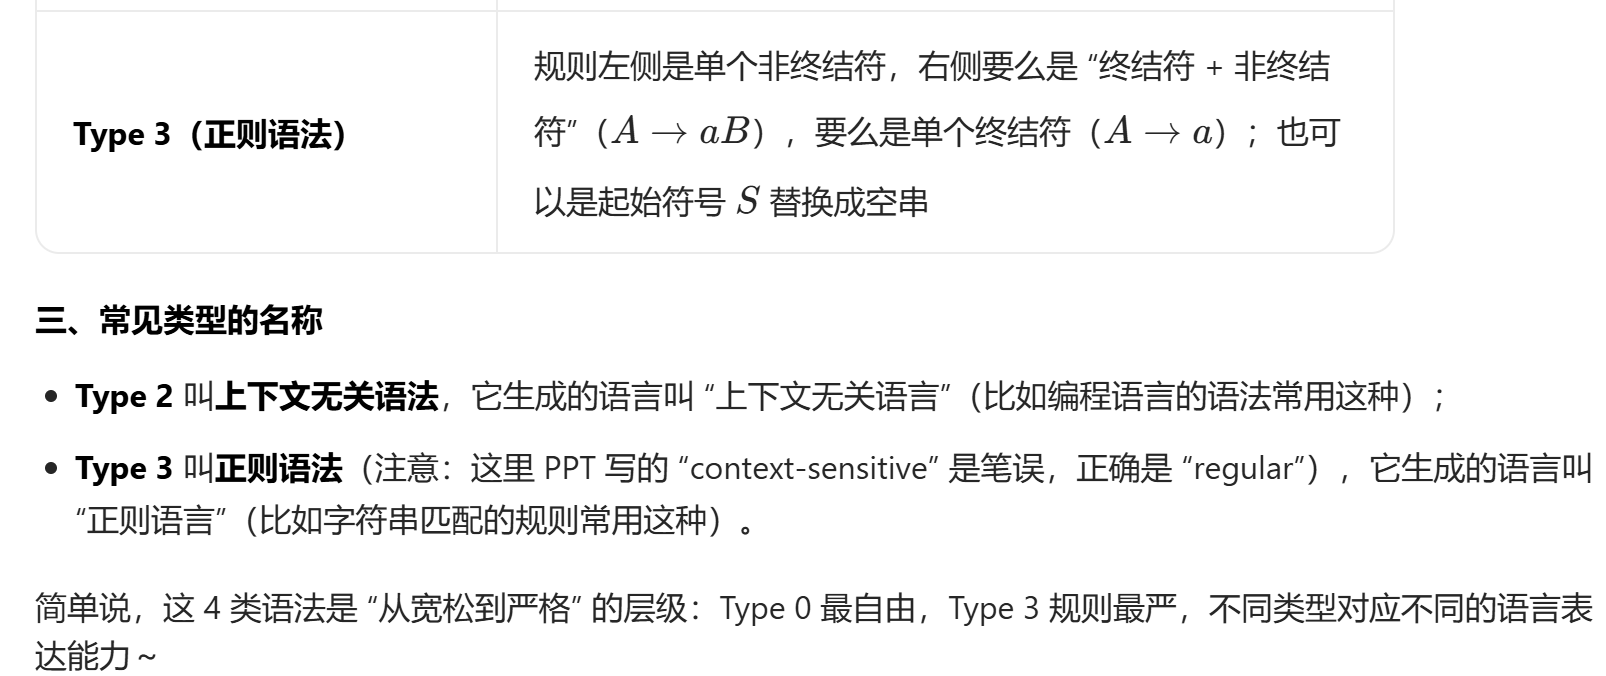 规则左侧是单个非终结符，右侧要么是 “终结符 + 非终结
Type 3（正则语法）
符”（A → aB），要么是单个终结符（A → a）；也可
以是起始符号 S 替换成空串
三、常见类型的名称
• Type 2 叫上下文无关语法，它生成的语言叫 “上下文无关语言”（比如编程语言的语法常用这种）；
• Type 3 叫正则语法（注意：这里 PPT 写的 “context-sensitive” 是笔误，正确是 “regular”），它生成的语言叫
“正则语言”（比如字符串匹配的规则常用这种）。
简单说，这 4 类语法是 “从宽松到严格” 的层级：Type 0 最自由，Type 3 规则最严，不同类型对应不同的语言表
达能力 ~